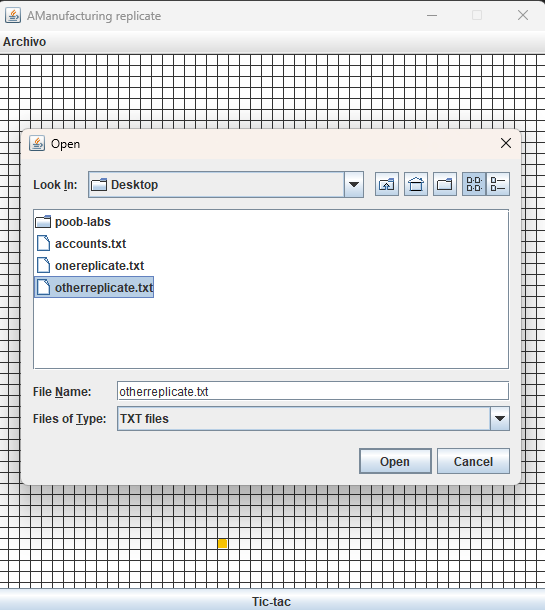 AManufacturing replicate
Archivo
Open
Look In: Desktop
poob-labs
accounts.txt
onereplicate.txt
otherreplicate.txt
File Name: otherreplicate.txt
Files of Type: TXT files
Open Cancel
Tic-tac